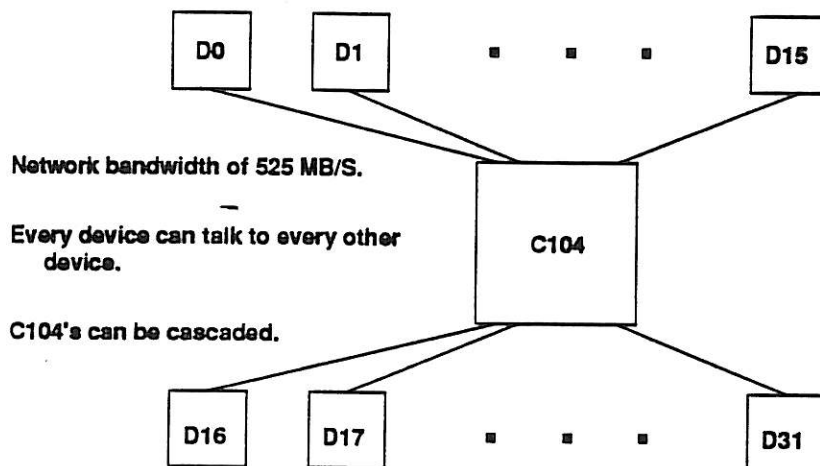 D0
D1
D15
Network bandwidth of 525 MB/S.
Every device can talk to every other
device.
C104
C104's can be cascaded.
D16
D17
D31